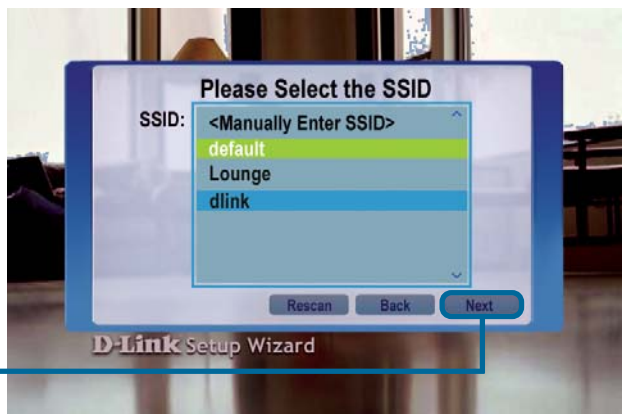 Please Select the SSID
SSID:
<Manually Enter SSID>
default
Lounge
dlink
Rescan Back Next
D-Link Setup Wizard